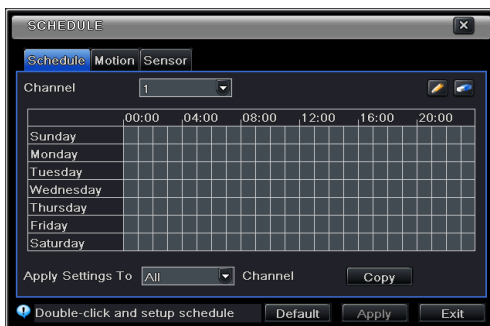 SCHEDULE
Schedule Motion Sensor
Channel 1
00:00 04:00 08:00 12:00 16:00 20:00
Sunday
Monday
Tuesday
Wednesday
Thursday
Friday
Saturday
Apply Settings To All Channel Copy
Double-click and setup schedule Default Apply Exit